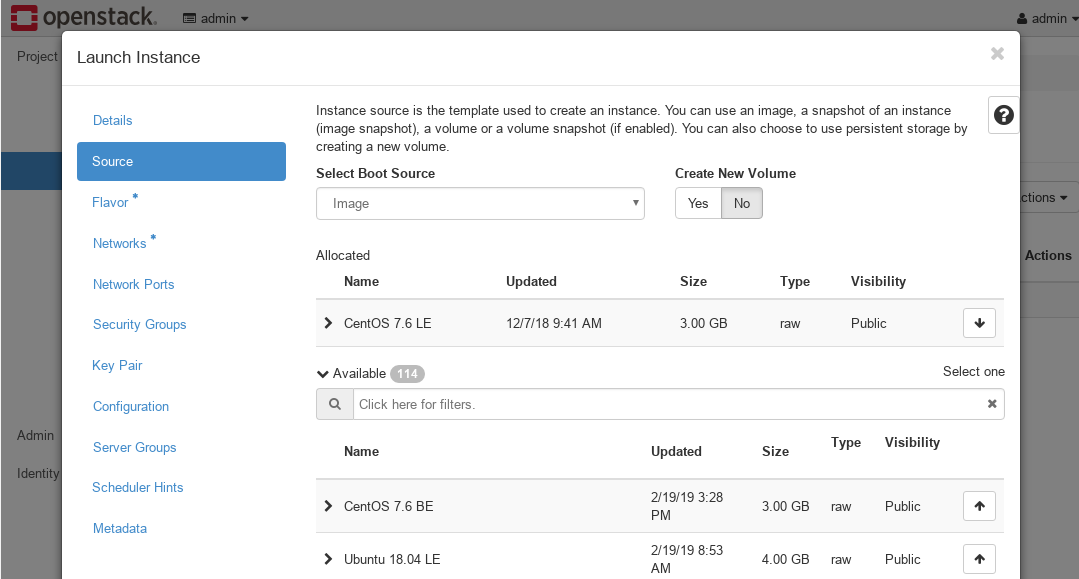 openstack. admin admin
Project
Launch Instance ×
Details
Source
Flavor *
Networks *
Network Ports
Security Groups
Key Pair
Configuration
Server Groups
Scheduler Hints
Metadata
Admin
Identity
Instance source is the template used to create an instance. You can use an image, a snapshot of an instance
(image snapshot), a volume or a volume snapshot (if enabled). You can also choose to use persistent storage by
creating a new volume.
Select Boot Source Create New Volume
Image Yes No
Allocated
Name Updated Size Type Visibility
CentOS 7.6 LE 12/7/18 9:41 AM 3.00 GB raw Public
Available 114 Select one
Click here for filters.
Name Updated Size Type Visibility
CentOS 7.6 BE 2/19/19 3:28 PM 3.00 GB raw Public
Ubuntu 18.04 LE 2/19/19 8:53 AM 4.00 GB raw Public
ctions
Actions